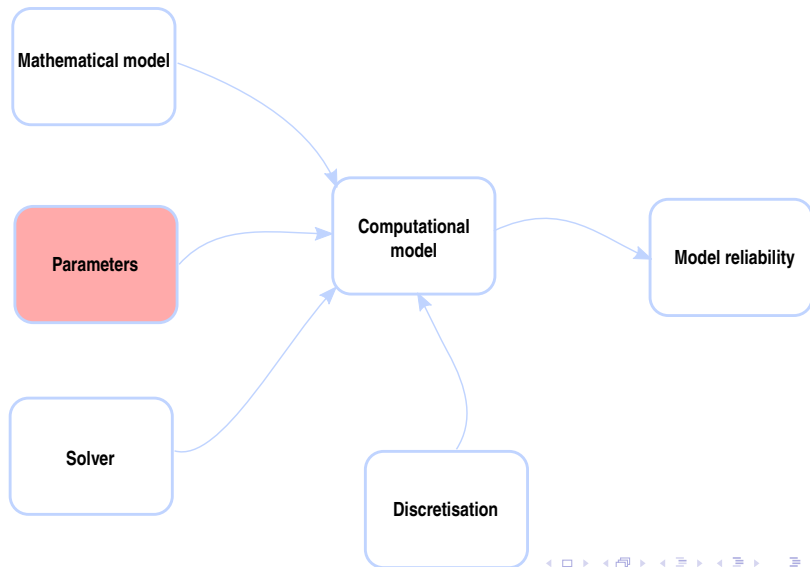 Mathematical model
Parameters
Computational
model
Model reliability
Solver
Discretisation